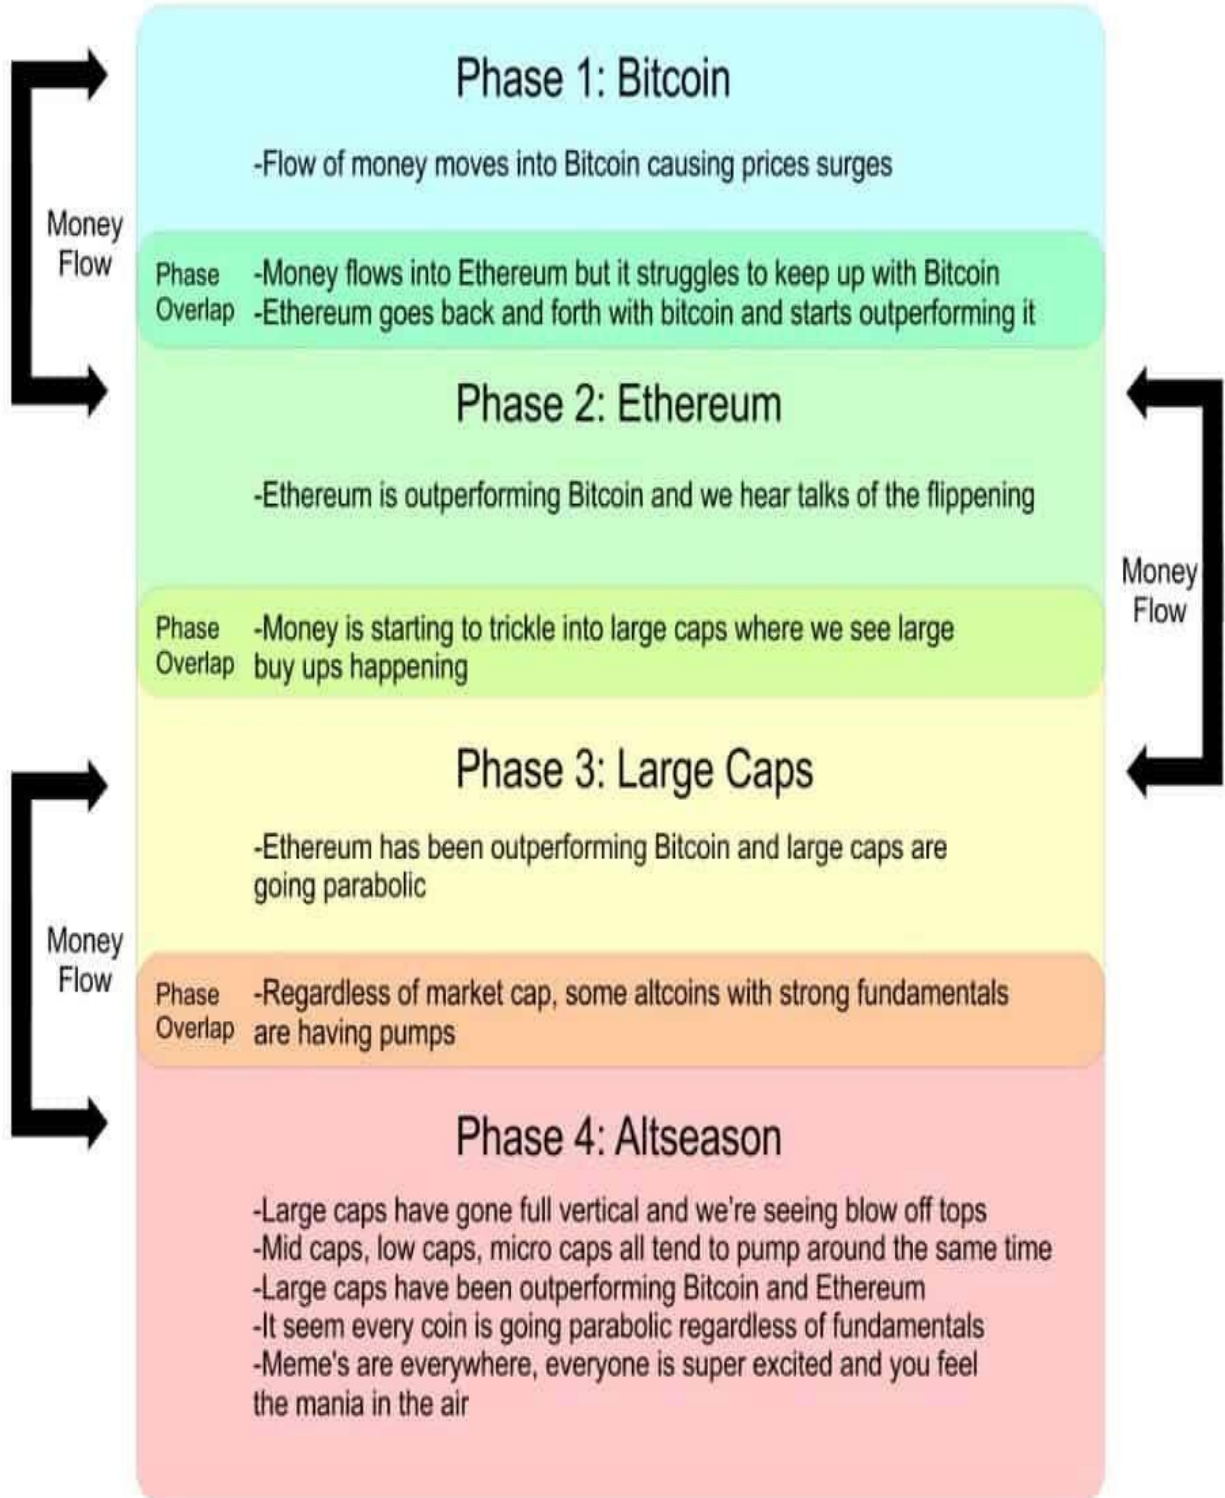 Phase 1: Bitcoin
-Flow of money moves into Bitcoin causing prices surges
Money
Flow
Phase
Overlap
-Money flows into Ethereum but it struggles to keep up with Bitcoin
-Ethereum goes back and forth with bitcoin and starts outperforming it
Phase 2: Ethereum
-Ethereum is outperforming Bitcoin and we hear talks of the flippening
Money
Flow
Phase
Overlap
-Money is starting to trickle into large caps where we see large
buy ups happening
Phase 3: Large Caps
-Ethereum has been outperforming Bitcoin and large caps are
going parabolic
Money
Flow
Phase
Overlap
-Regardless of market cap, some altcoins with strong fundamentals
are having pumps
Phase 4: Altseason
-Large caps have gone full vertical and we're seeing blow off tops
-Mid caps, low caps, micro caps all tend to pump around the same time
-Large caps have been outperforming Bitcoin and Ethereum
-It seem every coin is going parabolic regardless of fundamentals
-Meme's are everywhere, everyone is super excited and you feel
the mania in the air